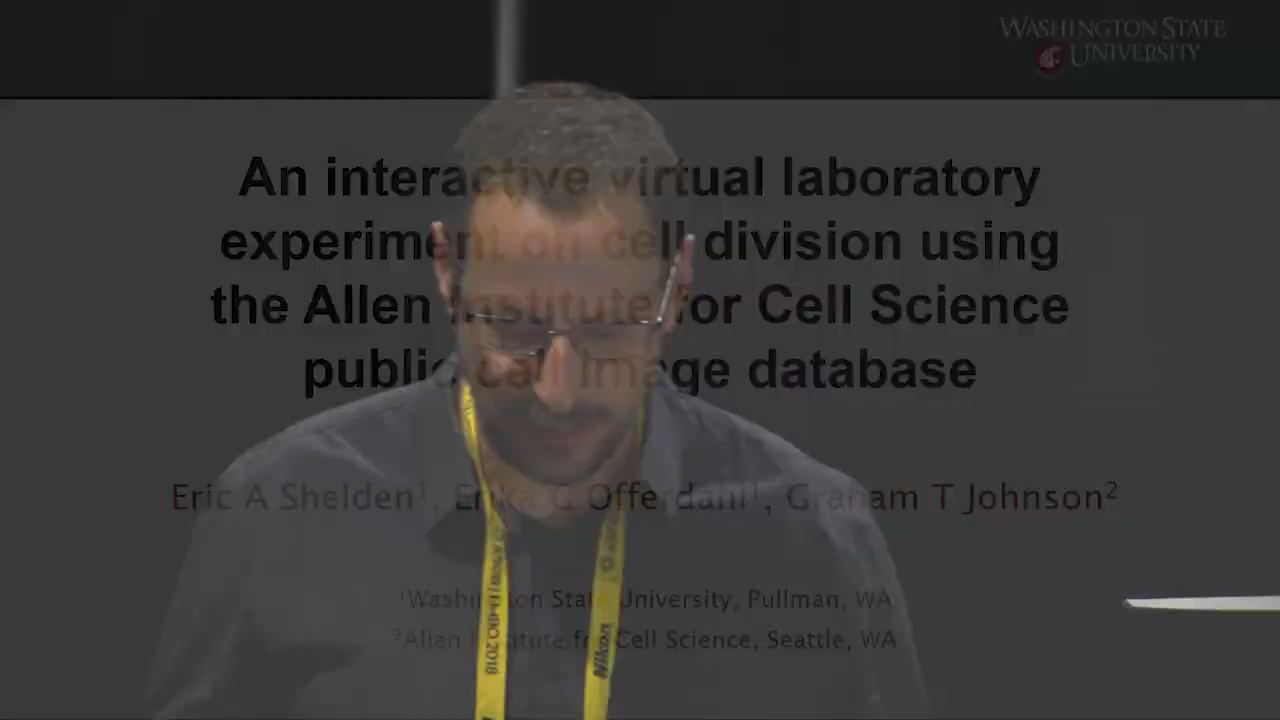 WASHINGTON STATE
UNIVERSITY
An interactive virtual laboratory
experiment on cell division using
the Allen Institute for Cell Science
public cell image database
Eric A Shelden¹, Erika G Offerdahl¹, Graham T Johnson²
¹Washington State University, Pullman, WA
²Allen Institute for Cell Science, Seattle, WA
2018
Nikon